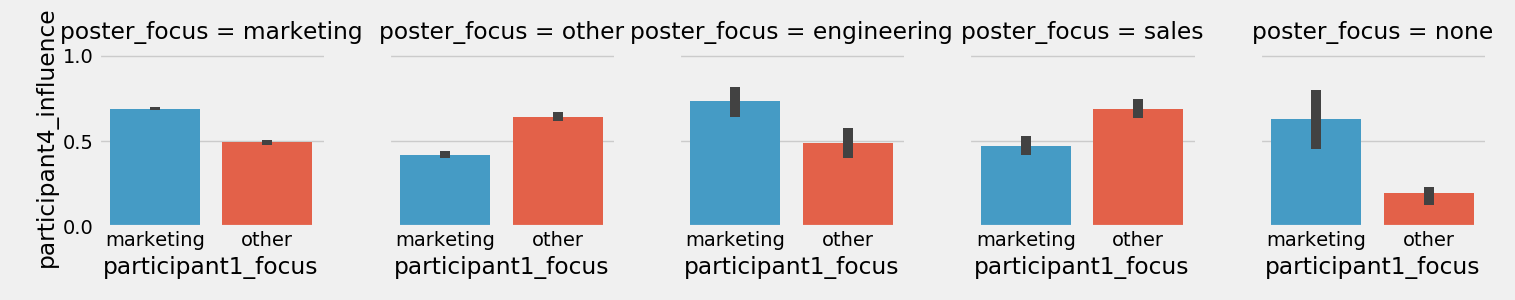 poster_focus = marketing
poster_focus = other
poster_focus = engineering
poster_focus = sales
poster_focus = none
participant4_influence
1.0
0.5
0.0
marketing other
marketing other
marketing other
marketing other
marketing other
participant1_focus
participant1_focus
participant1_focus
participant1_focus
participant1_focus